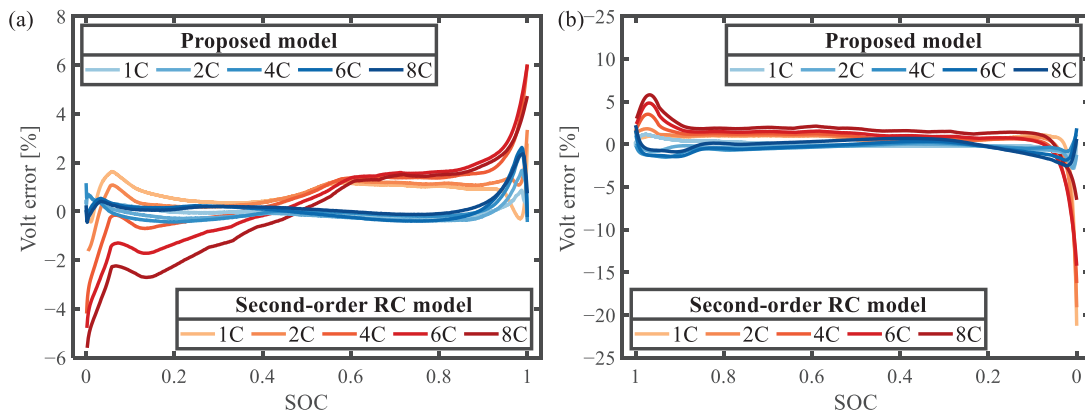 (a)
Volt error [%]
8
6
4
2
0
−2
−4
−6
Proposed model
1C 2C 4C 6C 8C
Second-order RC model
1C 2C 4C 6C 8C
0 0.2 0.4 0.6 0.8 1
SOC
(b)
Volt error [%]
−25
15
10
5
0
−5
−10
−15
−20
−25
Proposed model
1C 2C 4C 6C 8C
Second-order RC model
1C 2C 4C 6C 8C
1 0.8 0.6 0.4 0.2 0
SOC